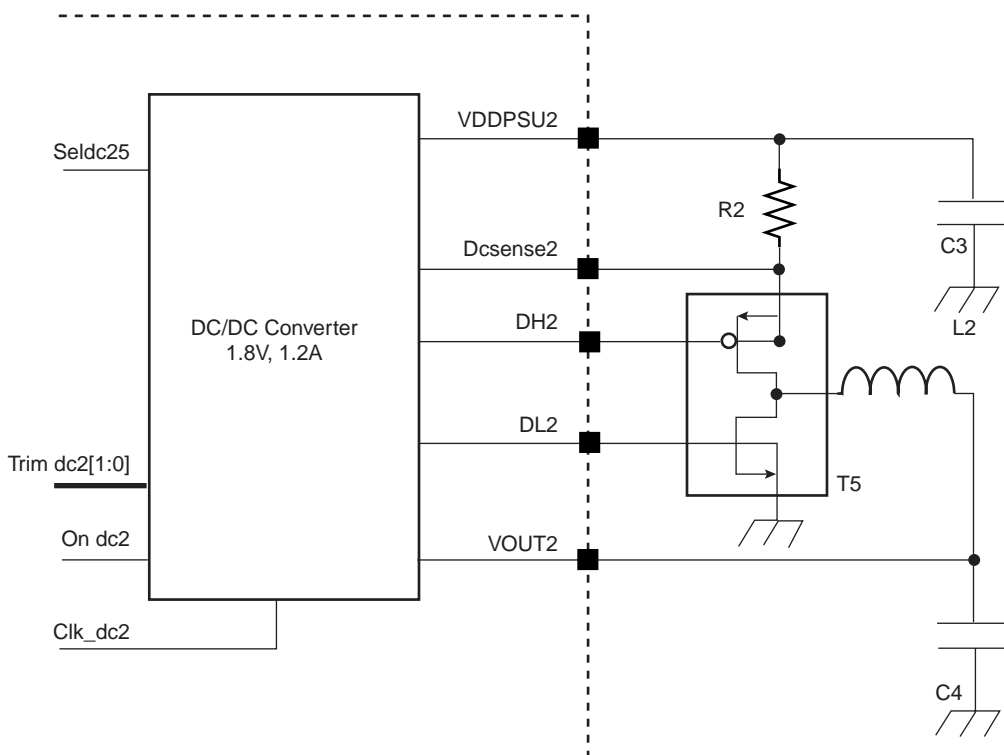 VDDPSU2
Seldc25
R2
Dcsense2
C3
DH2
L2
DC/DC Converter
1.8V, 1.2A
DL2
Trim dc2[1:0]
T5
On dc2
VOUT2
Clk_dc2
C4